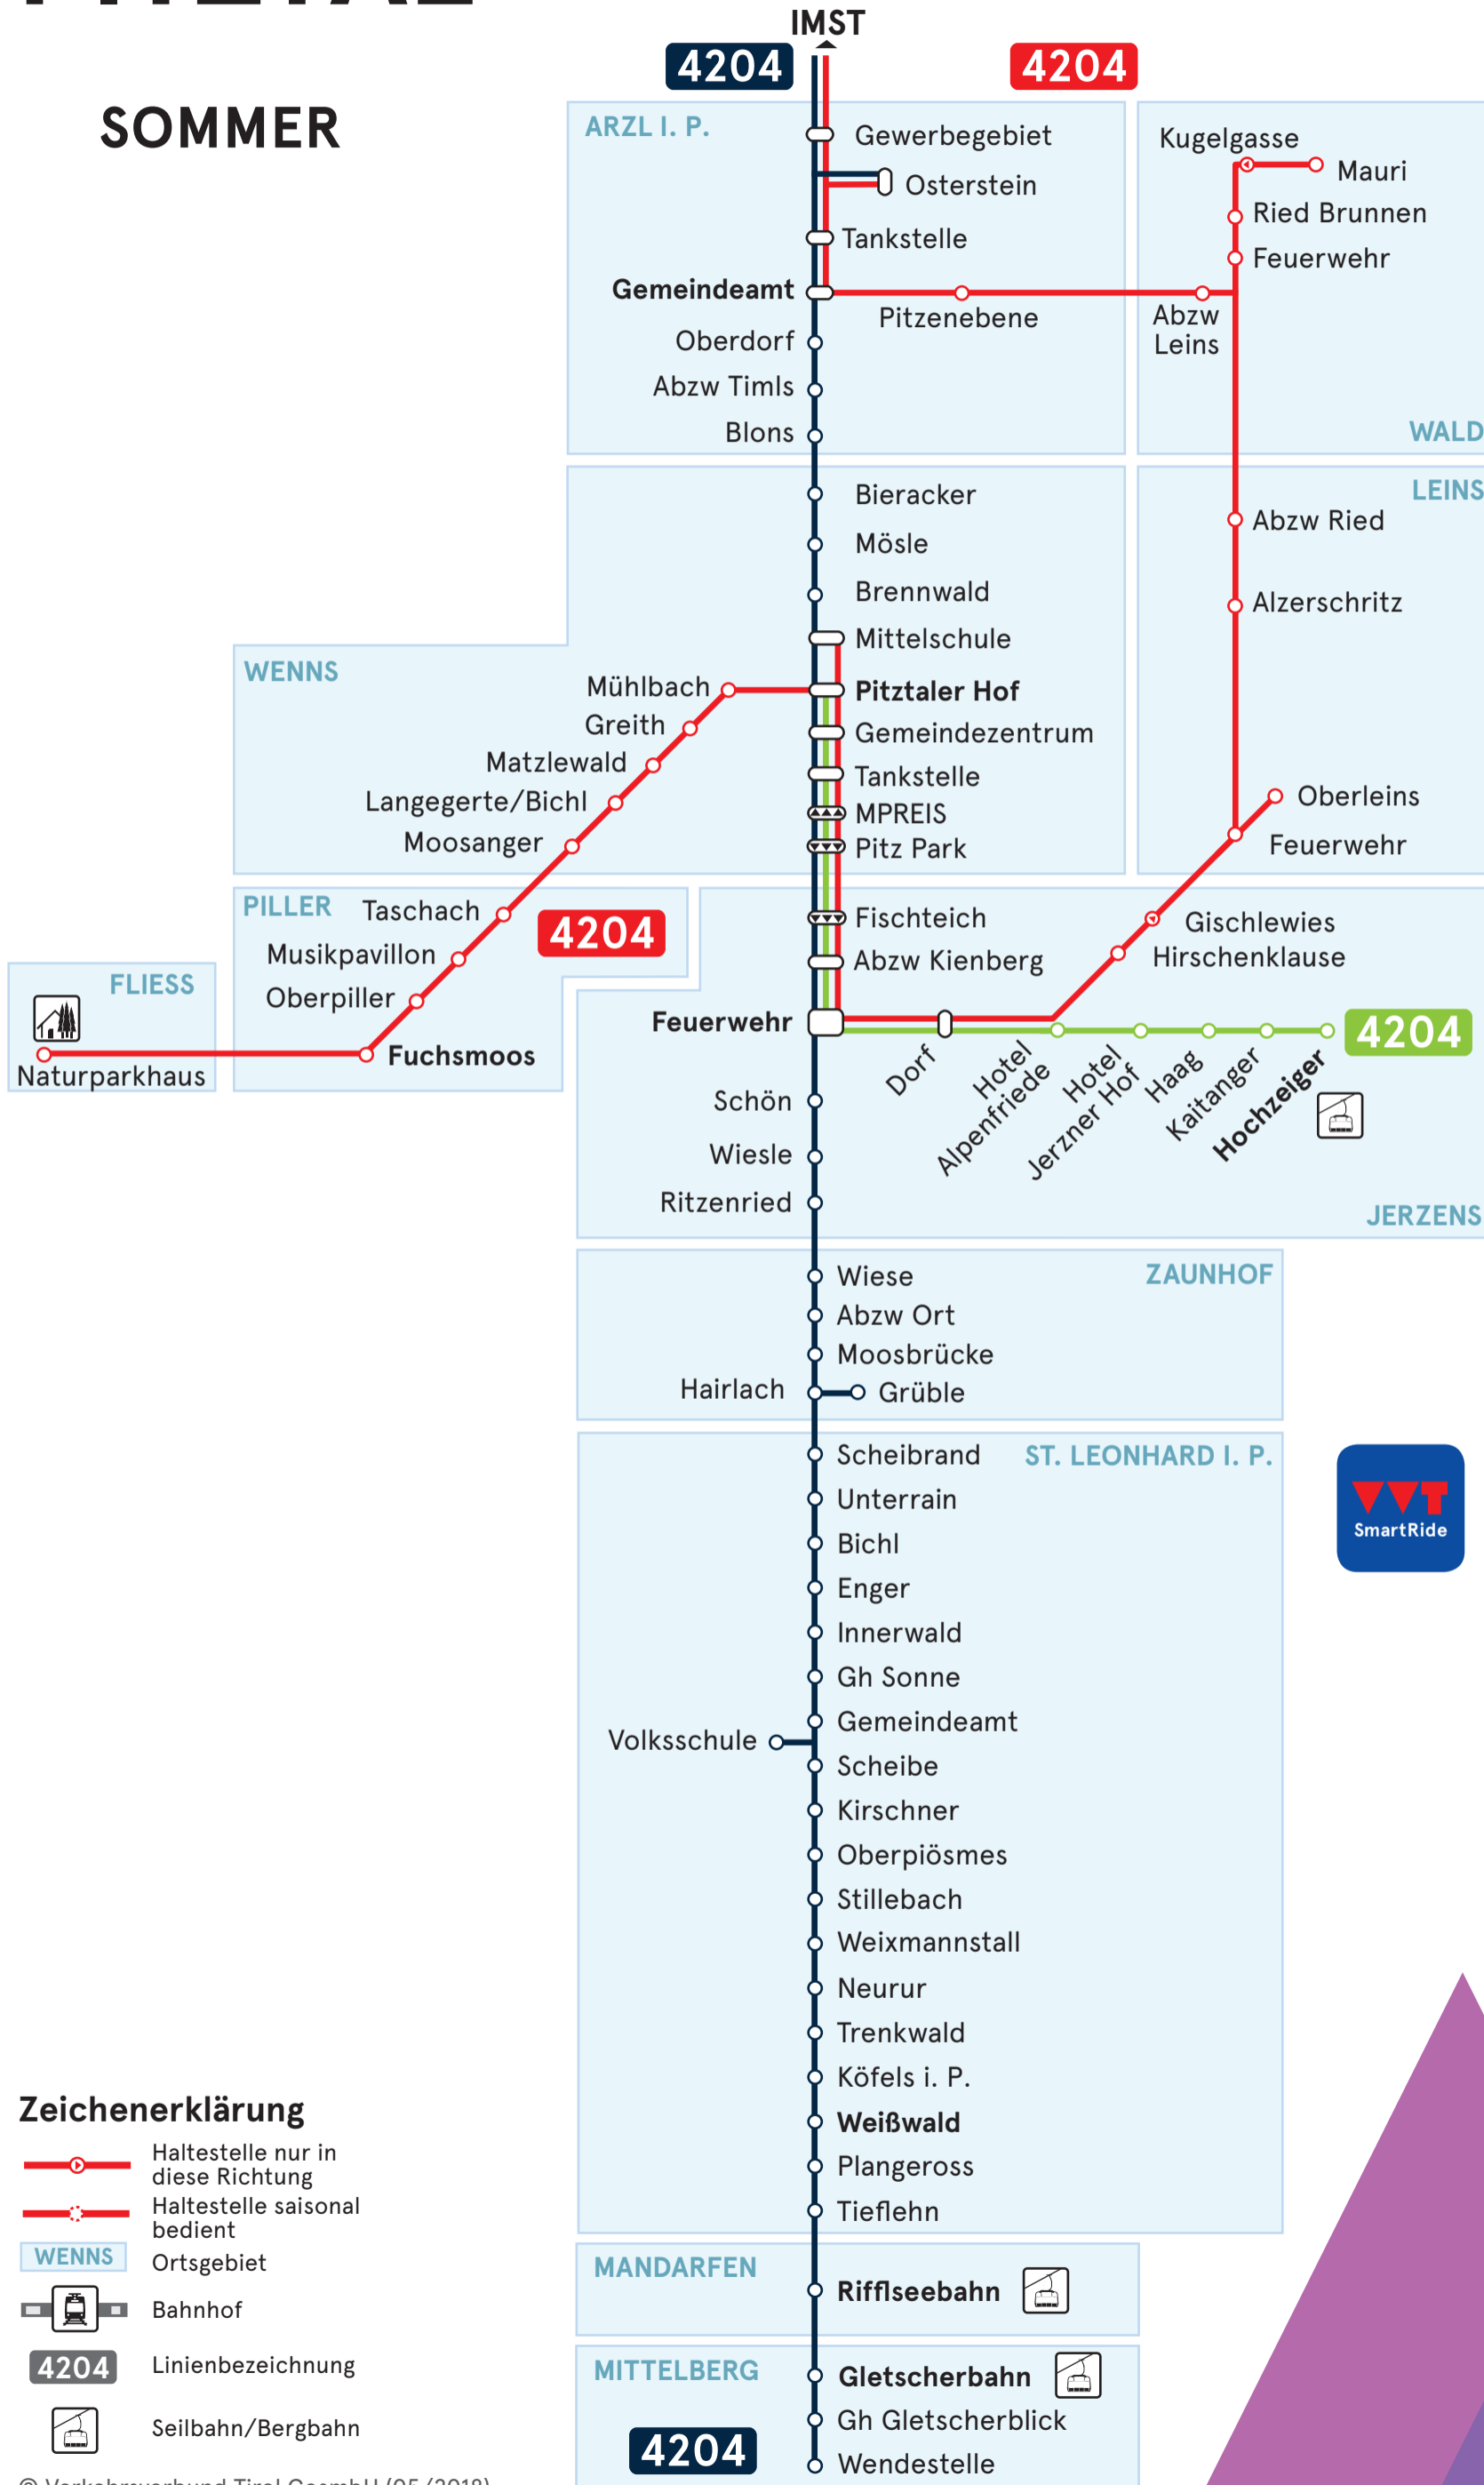 IMST
4204
4204
SOMMER
ARZL I. P.
Gewerbegebiet
Osterstein
Tankstelle
Gemeindeamt
Pitzenebene
Oberdorf
Abzw Timls
Blons
Kugelgasse
Mauri
Ried Brunnen
Feuerwehr
Abzw
Leins
WALD
LEINS
Abzw Ried
Alzerschritz
Oberleins
Feuerwehr
Gischlewies
Hirschenklause
Bieracker
Mösle
Brennwald
Mittelschule
WENNS
Mühlbach
Pitztaler Hof
Greith
Gemeindezentrum
Matzlewald
Tankstelle
Langegerte/Bichl
MPREIS
Moosanger
Pitz Park
PILLER
Taschach
4204
Musikpavillon
Oberpiller
FLIESS
Naturparkhaus
Fuchsmoos
Fischteich
Abzw Kienberg
Feuerwehr
4204
Dorf
Hotel
Alpenfriede
Hotel
Jerzner Hof
Haag
Kaitanger
Hochzeiger
Schön
Wiesle
Ritzenried
JERZENS
Wiese
ZAUNHOF
Abzw Ort
Moosbrücke
Hairlach
Grüble
Scheibrand
ST. LEONHARD I. P.
Unterrain
Bichl
Enger
Innerwald
Gh Sonne
Gemeindeamt
Volksschule
Scheibe
Kirschner
Oberpiösmes
Stillebach
Weixmannstall
Neurur
Trenkwald
Köfels i. P.
Weißwald
Plangeross
Tieflehn
VVT
SmartRide
MANDARFEN
Rifflseebahn
MITTELBERG
Gletscherbahn
Gh Gletscherblick
4204
Wendestelle
Zeichenerklärung
Haltestelle nur in
diese Richtung
Haltestelle saisonal
bedient
WENNS
Ortsgebiet
Bahnhof
4204
Linienbezeichnung
Seilbahn/Bergbahn